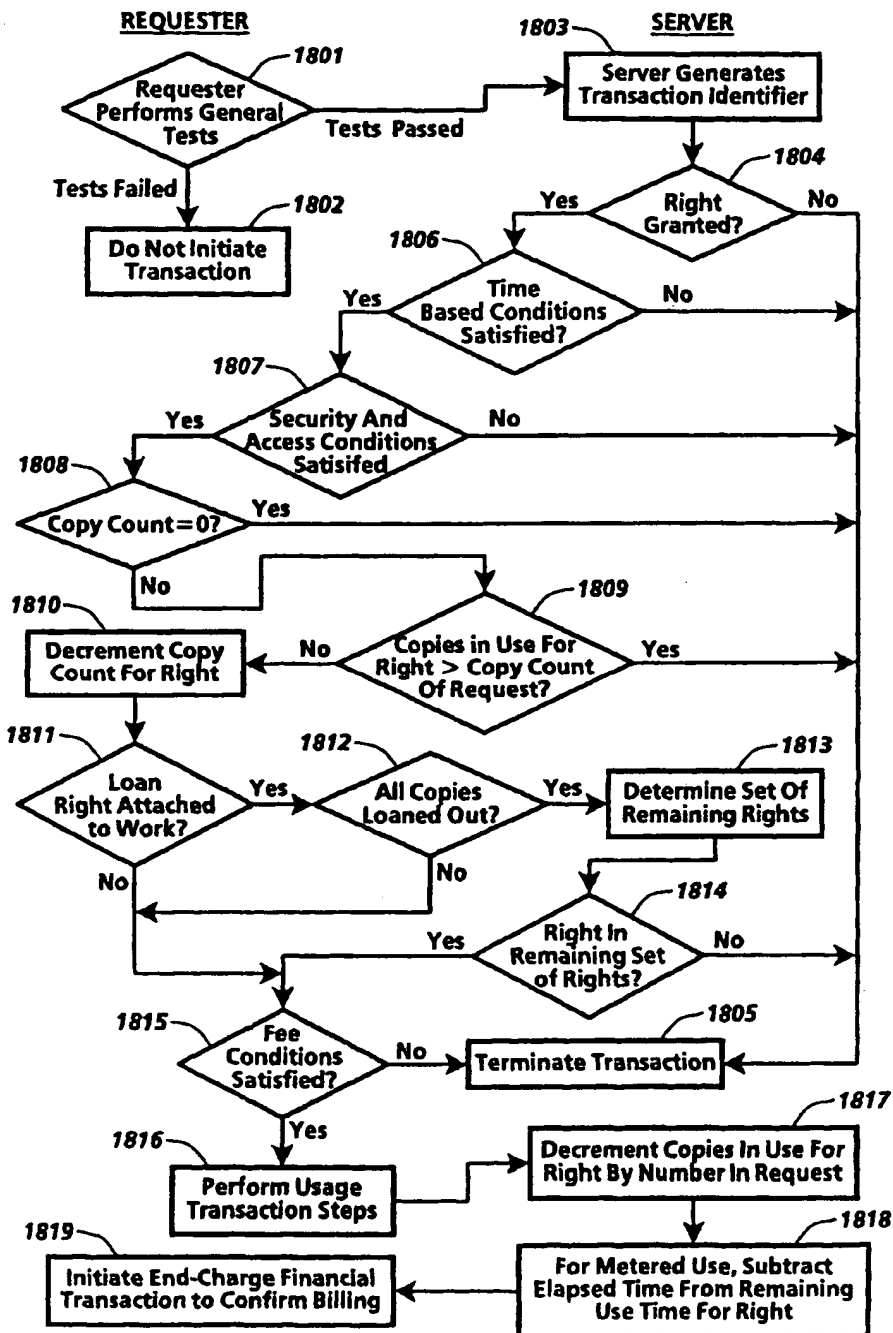 REQUESTER
SERVER
1801
Requester
Performs General
Tests
Tests Passed
Tests Failed
1802
Do Not Initiate
Transaction
1803
Server Generates
Transaction Identifier
1804
Right
Granted?
Yes
No
1806
Time
Based Conditions
Satisfied?
Yes
No
1807
Security And
Access Conditions
Satisifed
Yes
No
1808
Copy Count=0?
Yes
No
1809
Copies in Use For
Right > Copy Count
Of Request?
No
Yes
1810
Decrement Copy
Count For Right
1811
Loan
Right Attached
to Work?
Yes
No
1812
All Copies
Loaned Out?
Yes
No
1813
Determine Set Of
Remaining Rights
1814
Right In
Remaining Set
of Rights?
Yes
No
1815
Fee
Conditions
Satisfied?
No
Yes
1805
Terminate Transaction
1816
Perform Usage
Transaction Steps
1817
Decrement Copies In Use For
Right By Number In Request
1818
For Metered Use, Subtract
Elapsed Time From Remaining
Use Time For Right
1819
Initiate End-Charge Financial
Transaction to Confirm Billing